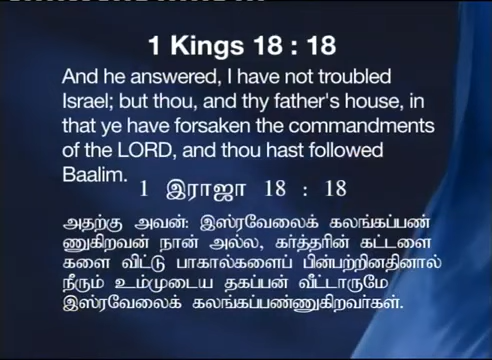 1 Kings 18 : 18
And he answered, I have not troubled
Israel; but thou, and thy father's house, in
that ye have forsaken the commandments
of the LORD, and thou hast followed
Baalim.
1 இராஜா 18 : 18
அதற்கு அவன்: இஸ்ரவேலைக் கலங்கப்பண்
ணுகிறவன் நான் அல்ல, கர்த்தரின் கட்டளை
களை விட்டு பாகால்களைப் பின்பற்றினதினால்
நீரும் உம்முடைய தகப்பன் வீட்டாருமே
இஸ்ரவேலைக் கலங்கப்பண்ணுகிறவர்கள்.